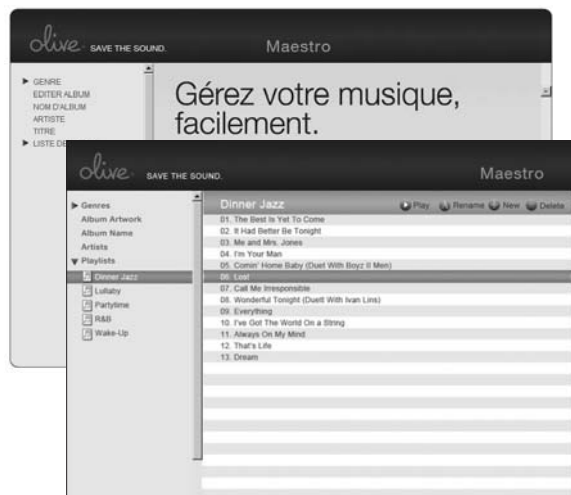 olive. SAVE THE SOUND.
Maestro
GENRE
EDITER ALBUM
NOM D'ALBUM
ARTISTE
TITRE
LISTE DE
Gérez votre musique,
facilement.
olive. SAVE THE SOUND.
Maestro
Genres
Album Artwork
Album Name
Artists
Playlists
Dinner Jazz
Lullaby
Partytime
R&B
Wake-Up
Dinner Jazz
Play
Rename
New
Delete
01. The Best Is Yet To Come
02. It Had Better Be Tonight
03. Me and Mrs. Jones
04. I'm Your Man
05. Comin' Home Baby (Duet With Boyz II Men)
06. Lost
07. Call Me Irresponsible
08. Wonderful Tonight (Duett With Ivan Lins)
09. Everything
10. I've Got The World On a String
11. Always On My Mind
12. That's Life
13. Dream